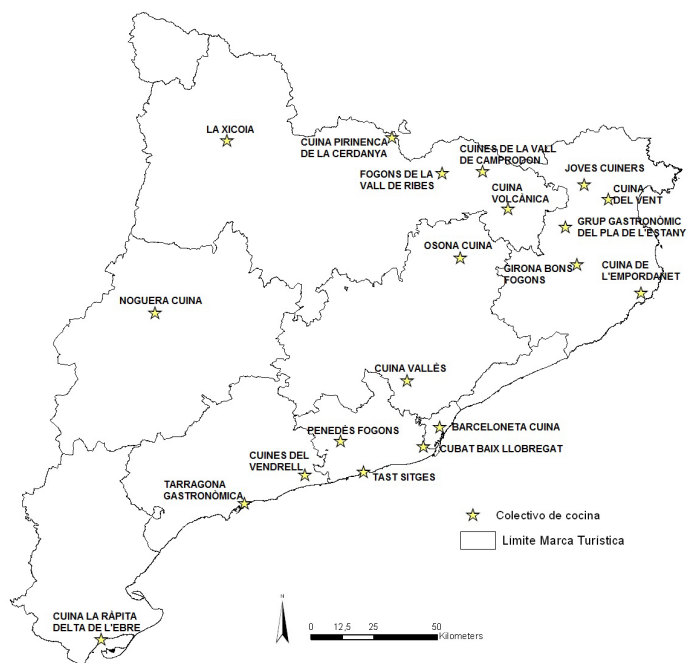 LA XICOIA
CUINA PIRINENCA
DE LA CERDANYA
CUINES DE LA VALL
DE CAMPRODON
FOGONS DE LA
VALL DE RIBES
JOVES CUINERS
CUINA
VOLCÀNICA
CUINA
DEL VENT
GRUP GASTRONÒMIC
DEL PLA DE L'ESTANY
OSONA CUINA
GIRONA BONS
FOGONS
CUINA DE
L'EMPORDANET
NOGUERA CUINA
CUINA VALLÈS
PENEDÈS FOGONS
BARCELONETA CUINA
CUBAT BAIX LLOBREGAT
CUINES DEL
VENDRELL
TAST SITGES
TARRAGONA
GASTRONÒMICA
Colectivo de cocina
Limite Marca Turistica
CUINA LA RÀPITA
DELTA DE L'EBRE
N
0 12,5 25 50
Kilometers